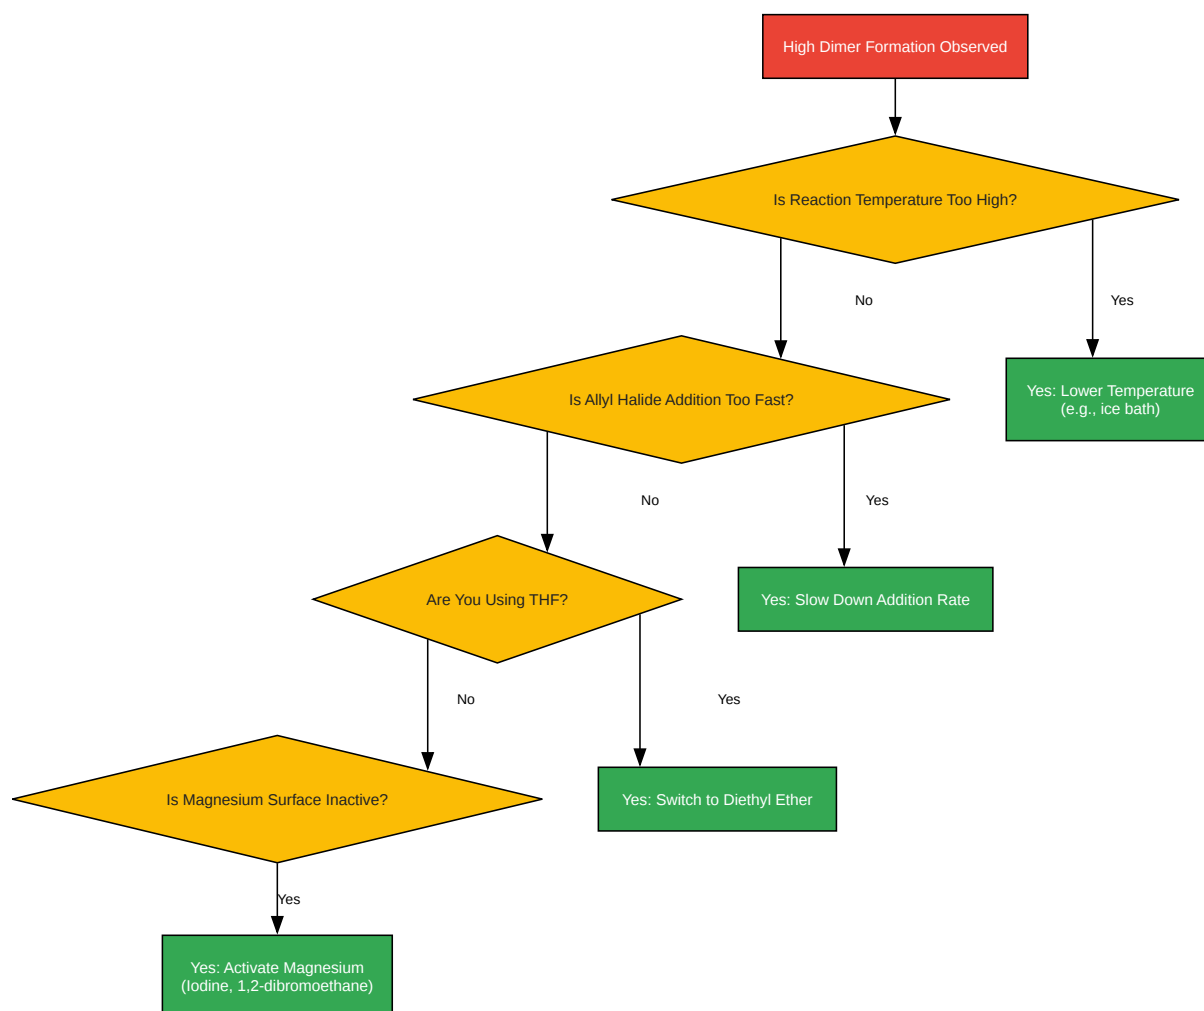 High Dimer Formation Observed
Is Reaction Temperature Too High?
No
Yes
Is Allyl Halide Addition Too Fast?
Yes: Lower Temperature
(e.g., ice bath)
No
Yes
Are You Using THF?
Yes: Slow Down Addition Rate
No
Yes
Is Magnesium Surface Inactive?
Yes: Switch to Diethyl Ether
Yes
Yes: Activate Magnesium
(Iodine, 1,2-dibromoethane)